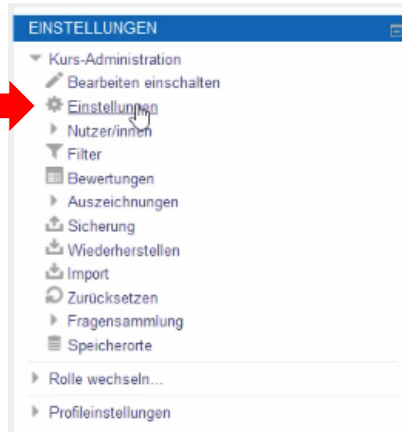 EINSTELLUNGEN
Kurs-Administration
Bearbeiten einschalten
Einstellungen
Nutzer/innen
Filter
Bewertungen
Auszeichnungen
Sicherung
Wiederherstellen
Import
Zurücksetzen
Fragensammlung
Speicherorte
Rolle wechseln...
Profileinstellungen